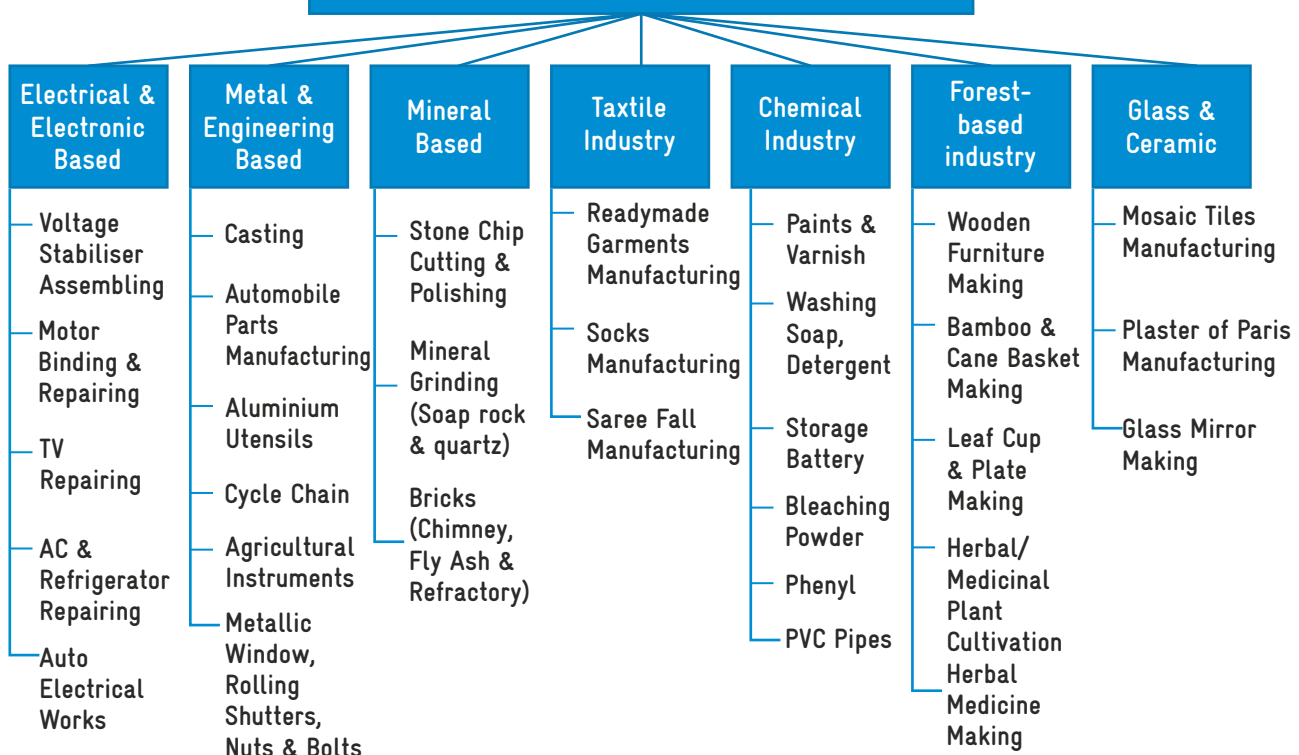 Electrical &
Electronic
Based
Voltage
Stabiliser
Assembling
Motor
Binding &
Repairing
TV
Repairing
AC &
Refrigerator
Repairing
Auto
Electrical
Works
Metal &
Engineering
Based
Casting
Automobile
Parts
Manufacturing
Aluminium
Utensils
Cycle Chain
Agricultural
Instruments
Metallic
Window,
Rolling
Shutters,
Nuts & Bolts
Mineral
Based
Stone Chip
Cutting &
Polishing
Mineral
Grinding
(Soap rock
& quartz)
Bricks
(Chimney,
Fly Ash &
Refractory)
Taxtile
Industry
Readymade
Garments
Manufacturing
Socks
Manufacturing
Saree Fall
Manufacturing
Chemical
Industry
Paints &
Varnish
Washing
Soap,
Detergent
Storage
Battery
Bleaching
Powder
Phenyl
PVC Pipes
Forest-
based
industry
Wooden
Furniture
Making
Bamboo &
Cane Basket
Making
Leaf Cup
& Plate
Making
Herbal/
Medicinal
Plant
Cultivation
Herbal
Medicine
Making
Glass &
Ceramic
Mosaic Tiles
Manufacturing
Plaster of Paris
Manufacturing
Glass Mirror
Making